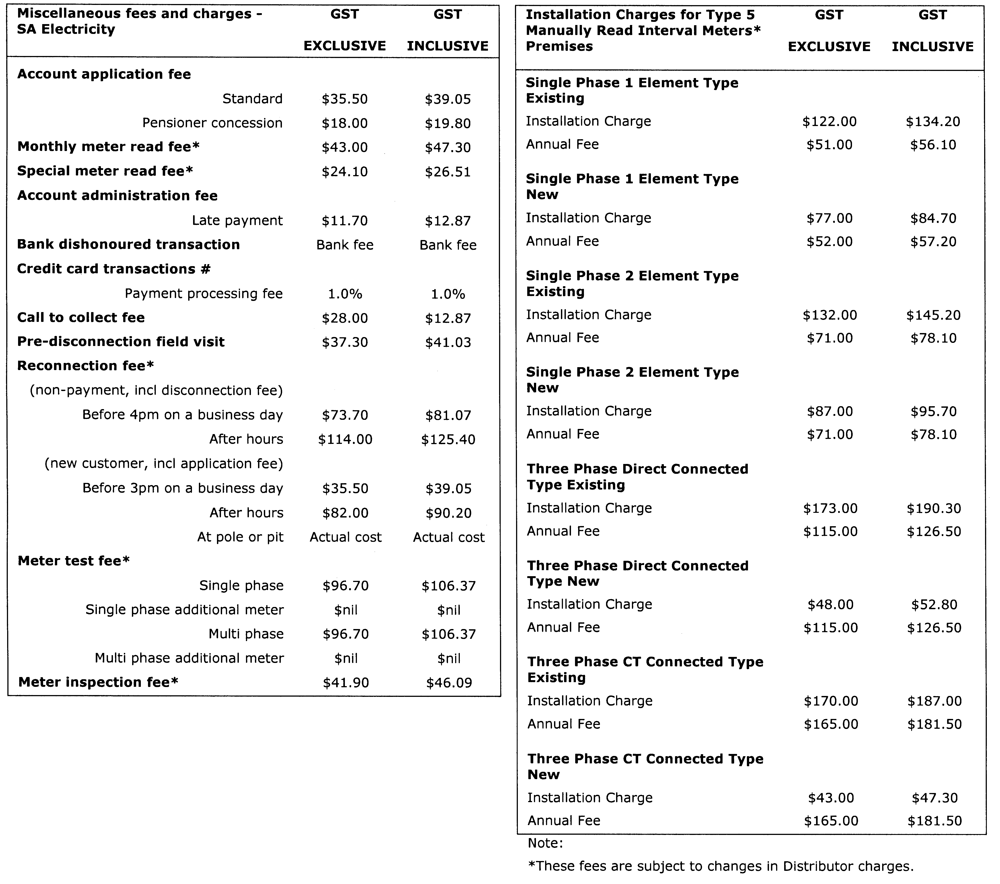 Miscellaneous fees and charges - GST GST
SA Electricity
EXCLUSIVE INCLUSIVE
Account application fee
Standard $35.50 $39.05
Pensioner concession $18.00 $19.80
Monthly meter read fee* $43.00 $47.30
Special meter read fee* $24.10 $26.51
Account administration fee
Late payment $11.70 $12.87
Bank dishonoured transaction Bank fee Bank fee
Credit card transactions #
Payment processing fee 1.0% 1.0%
Call to collect fee $28.00 $12.87
Pre-disconnection field visit $37.30 $41.03
Reconnection fee*
(non-payment, incl disconnection fee)
Before 4pm on a business day $73.70 $81.07
After hours $114.00 $125.40
(new customer, incl application fee)
Before 3pm on a business day $35.50 $39.05
After hours $82.00 $90.20
At pole or pit Actual cost Actual cost
Meter test fee*
Single phase $96.70 $106.37
Single phase additional meter $nil $nil
Multi phase $96.70 $106.37
Multi phase additional meter $nil $nil
Meter inspection fee* $41.90 $46.09
Installation Charges for Type 5 GST GST
Manually Read Interval Meters*
Premises EXCLUSIVE INCLUSIVE
Single Phase 1 Element Type
Existing
Installation Charge $122.00 $134.20
Annual Fee $51.00 $56.10
Single Phase 1 Element Type
New
Installation Charge $77.00 $84.70
Annual Fee $52.00 $57.20
Single Phase 2 Element Type
Existing
Installation Charge $132.00 $145.20
Annual Fee $71.00 $78.10
Single Phase 2 Element Type
New
Installation Charge $87.00 $95.70
Annual Fee $71.00 $78.10
Three Phase Direct Connected
Type Existing
Installation Charge $173.00 $190.30
Annual Fee $115.00 $126.50
Three Phase Direct Connected
Type New
Installation Charge $48.00 $52.80
Annual Fee $115.00 $126.50
Three Phase CT Connected Type
Existing
Installation Charge $170.00 $187.00
Annual Fee $165.00 $181.50
Three Phase CT Connected Type
New
Installation Charge $43.00 $47.30
Annual Fee $165.00 $181.50
Note:
*These fees are subject to changes in Distributor charges.